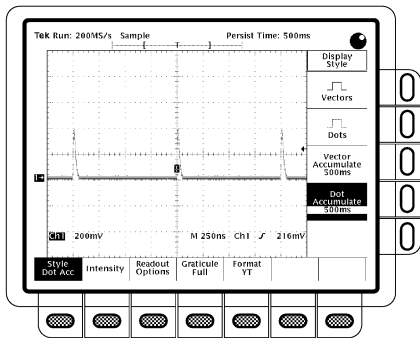 Tek Run: 200MS/s Sample Persist Time: 500ms
[ T ]
Display
Style
Vectors
Dots
Vector
Accumulate
500ms
Dot
Accumulate
500ms
1
Ch1 200mV M 250ns Ch1 216mV
Style
Dot Acc
Intensity
Readout
Options
Graticule
Full
Format
YT